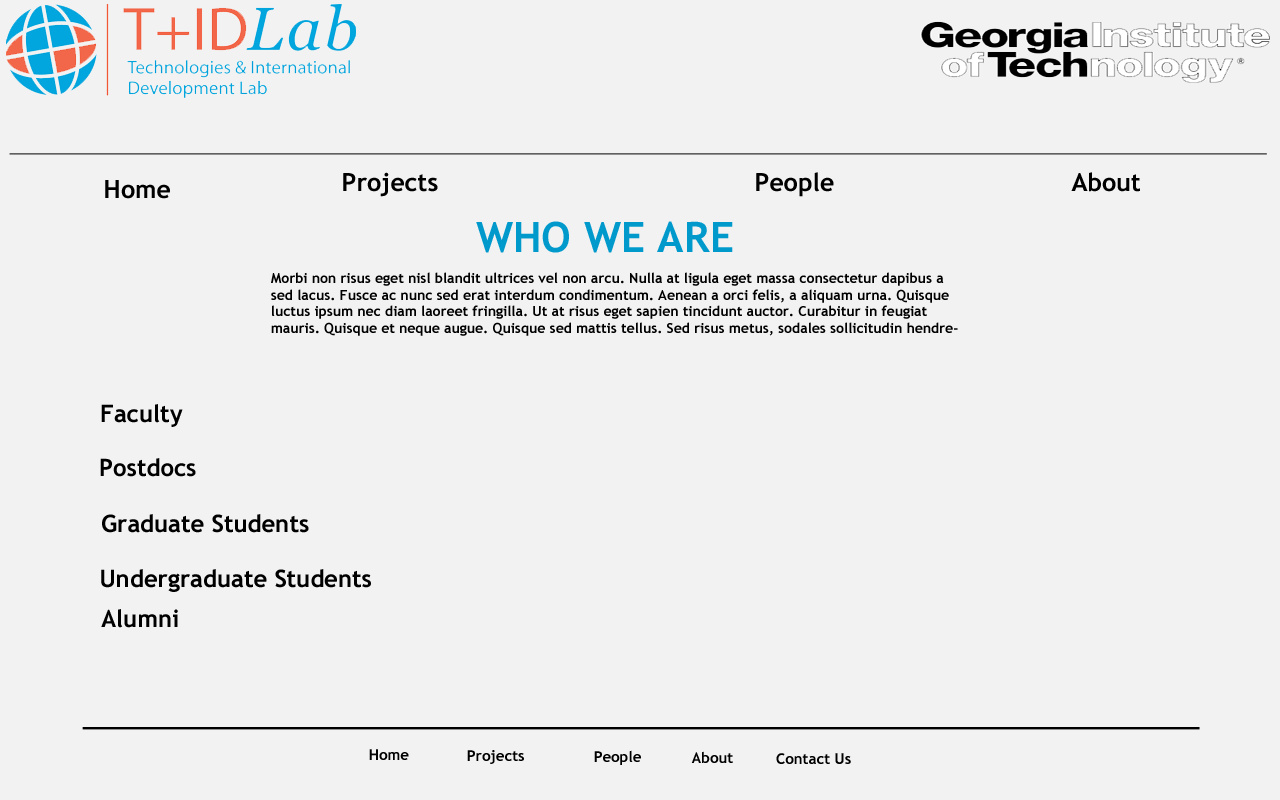 T+IDLab
Technologies & International
Development Lab
Georgia Institute
of Technology®
Home Projects People About
WHO WE ARE
Morbi non risus eget nisl blandit ultrices vel non arcu. Nulla at ligula eget massa consectetur dapibus a
sed lacus. Fusce ac nunc sed erat interdum condimentum. Aenean a orci felis, a aliquam urna. Quisque
luctus ipsum nec diam laoreet fringilla. Ut at risus eget sapien tincidunt auctor. Curabitur in feugiat
mauris. Quisque et neque augue. Quisque sed mattis tellus. Sed risus metus, sodales sollicitudin hendre-
Faculty
Postdocs
Graduate Students
Undergraduate Students
Alumni
Home Projects People About Contact Us